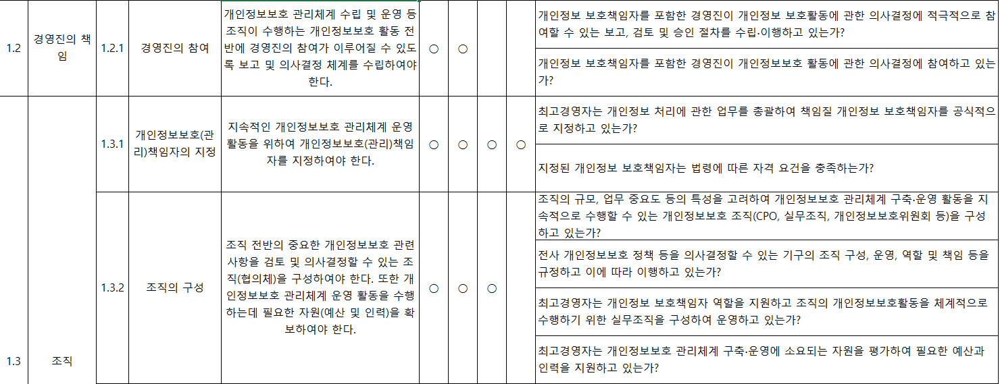 1.2
경영진의 책
임
1.2.1
경영진의 참여
개인정보보호 관리체계 수립 및 운영 등
조직이 수행하는 개인정보보호 활동 전
반에 경영진의 참여가 이루어질 수 있도
록 보고 및 의사결정 체계를 수립하여야
한다.
○ ○
개인정보 보호책임자를 포함한 경영진이 개인정보 보호활동에 관한 의사결정에 적극적으로 참
여할 수 있는 보고, 검토 및 승인 절차를 수립·이행하고 있는가?
개인정보 보호책임자를 포함한 경영진이 개인정보보호 활동에 관한 의사결정에 참여하고 있는
가?
1.3
조직
1.3.1
개인정보보호(관
리)책임자의 지정
지속적인 개인정보보호 관리체계 운영
활동을 위하여 개인정보보호(관리)책임
자를 지정하여야 한다.
○ ○ ○ ○
최고경영자는 개인정보 처리에 관한 업무를 총괄하여 책임질 개인정보 보호책임자를 공식적으
로 지정하고 있는가?
지정된 개인정보 보호책임자는 법령에 따른 자격 요건을 충족하는가?
1.3.2
조직의 구성
조직 전반의 중요한 개인정보보호 관련
사항을 검토 및 의사결정할 수 있는 조
직(협의체)을 구성하여야 한다. 또한 개
인정보보호 관리체계 운영 활동을 수행
하는데 필요한 자원(예산 및 인력)을 확
보하여야 한다.
○ ○ ○
조직의 규모, 업무 중요도 등의 특성을 고려하여 개인정보보호 관리체계 구축·운영 활동을 지
속적으로 수행할 수 있는 개인정보보호 조직(CPO, 실무조직, 개인정보보호위원회 등)을 구성
하고 있는가?
전사 개인정보보호 정책 등을 의사결정할 수 있는 기구의 조직 구성, 운영, 역할 및 책임 등을
규정하고 이에 따라 이행하고 있는가?
최고경영자는 개인정보 보호책임자 역할을 지원하고 조직의 개인정보보호활동을 체계적으로
수행하기 위한 실무조직을 구성하여 운영하고 있는가?
최고경영자는 개인정보보호 관리체계 구축·운영에 소요되는 자원을 평가하여 필요한 예산과
인력을 지원하고 있는가?